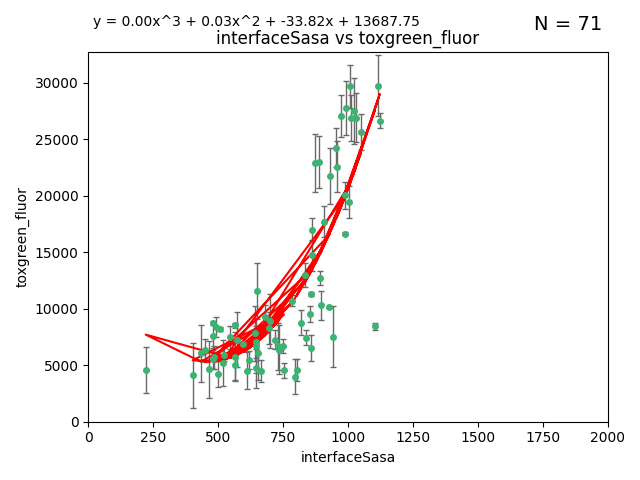 y = 0.00x^3 + 0.03x^2 + -33.82x + 13687.75
N = 71
interfaceSasa vs toxgreen_fluor
30000
25000
20000
15000
10000
5000
0
toxgreen_fluor
0 250 500 750 1000 1250 1500 1750 2000
interfaceSasa